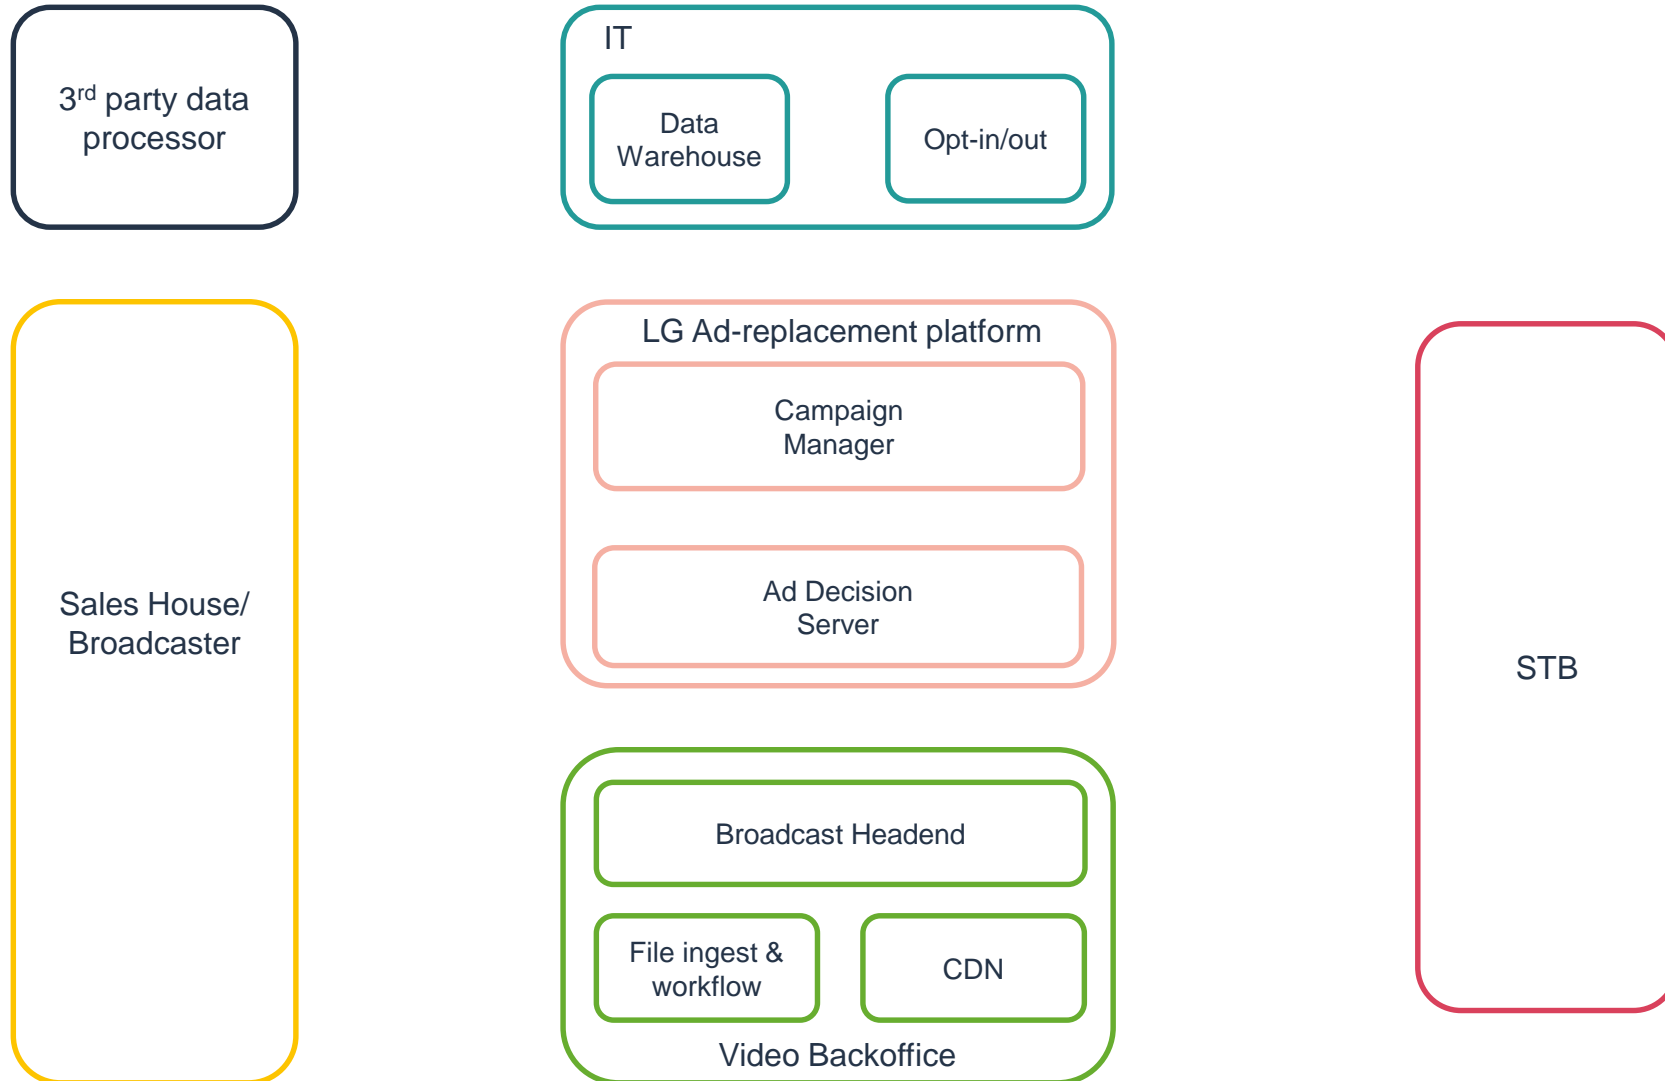 3rd party data
processor
IT
Data
Warehouse
Opt-in/out
LG Ad-replacement platform
Campaign
Manager
Ad Decision
Server
Sales House/
Broadcaster
STB
Broadcast Headend
File ingest &
workflow
CDN
Video Backoffice